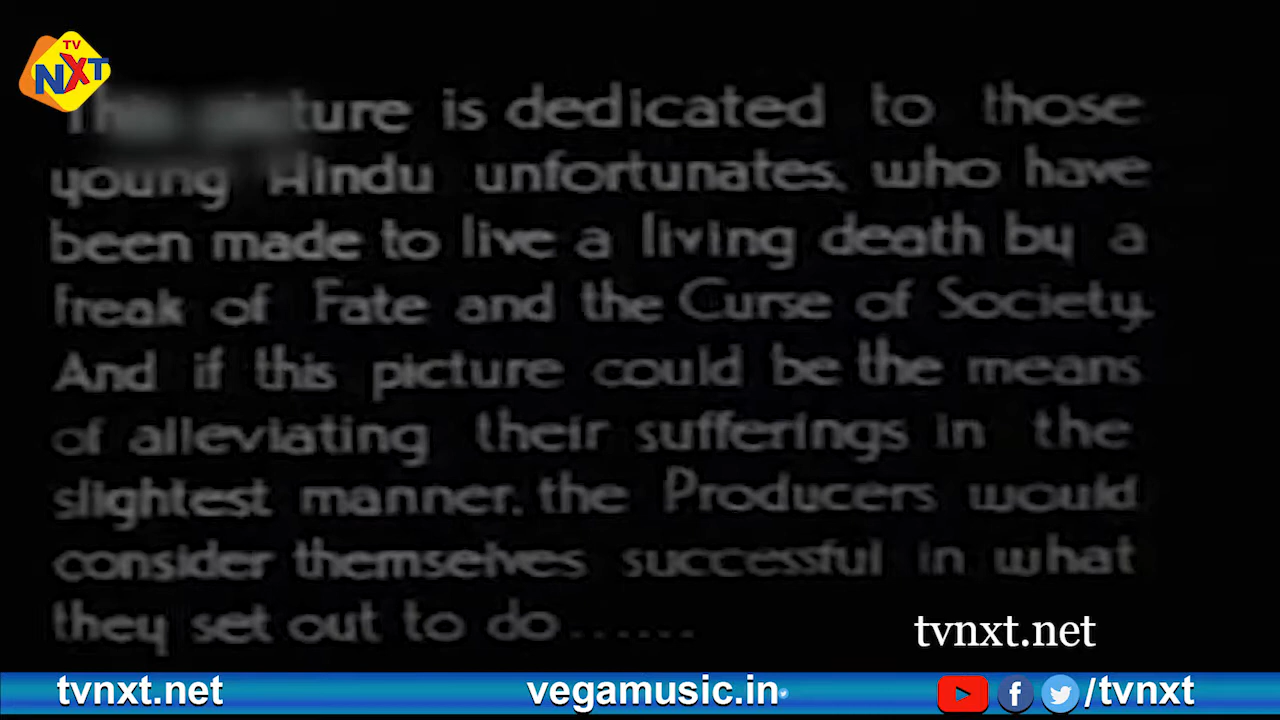 TV
NXT
This picture is dedicated to those
young Hindu unfortunates, who have
been made to live a living death by a
freak of Fate and the Curse of Society.
And if this picture could be the means
of alleviating their sufferings in the
slightest manner, the Producers would
consider themselves successful in what
they set out to do......
tvnxt.net
tvnxt.net vegamusic.in /tvnxt